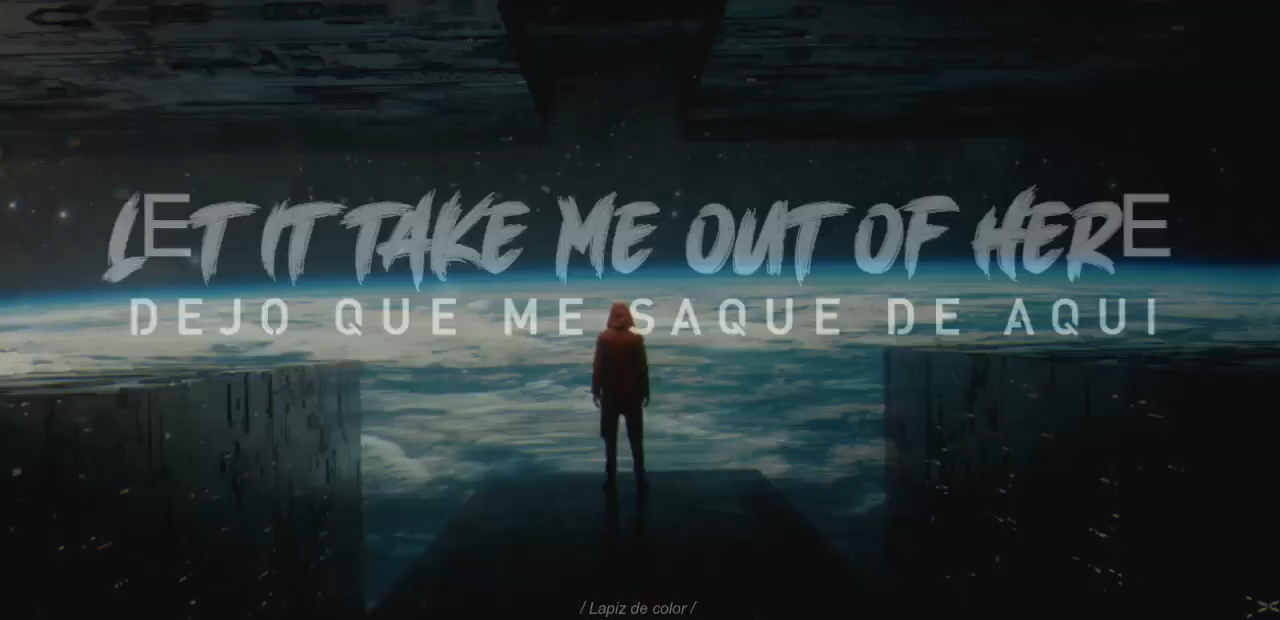 LET IT TAKE ME OUT OF HERE
DEJO QUE ME SAQUE DE AQUI
/ Lapiz de color /